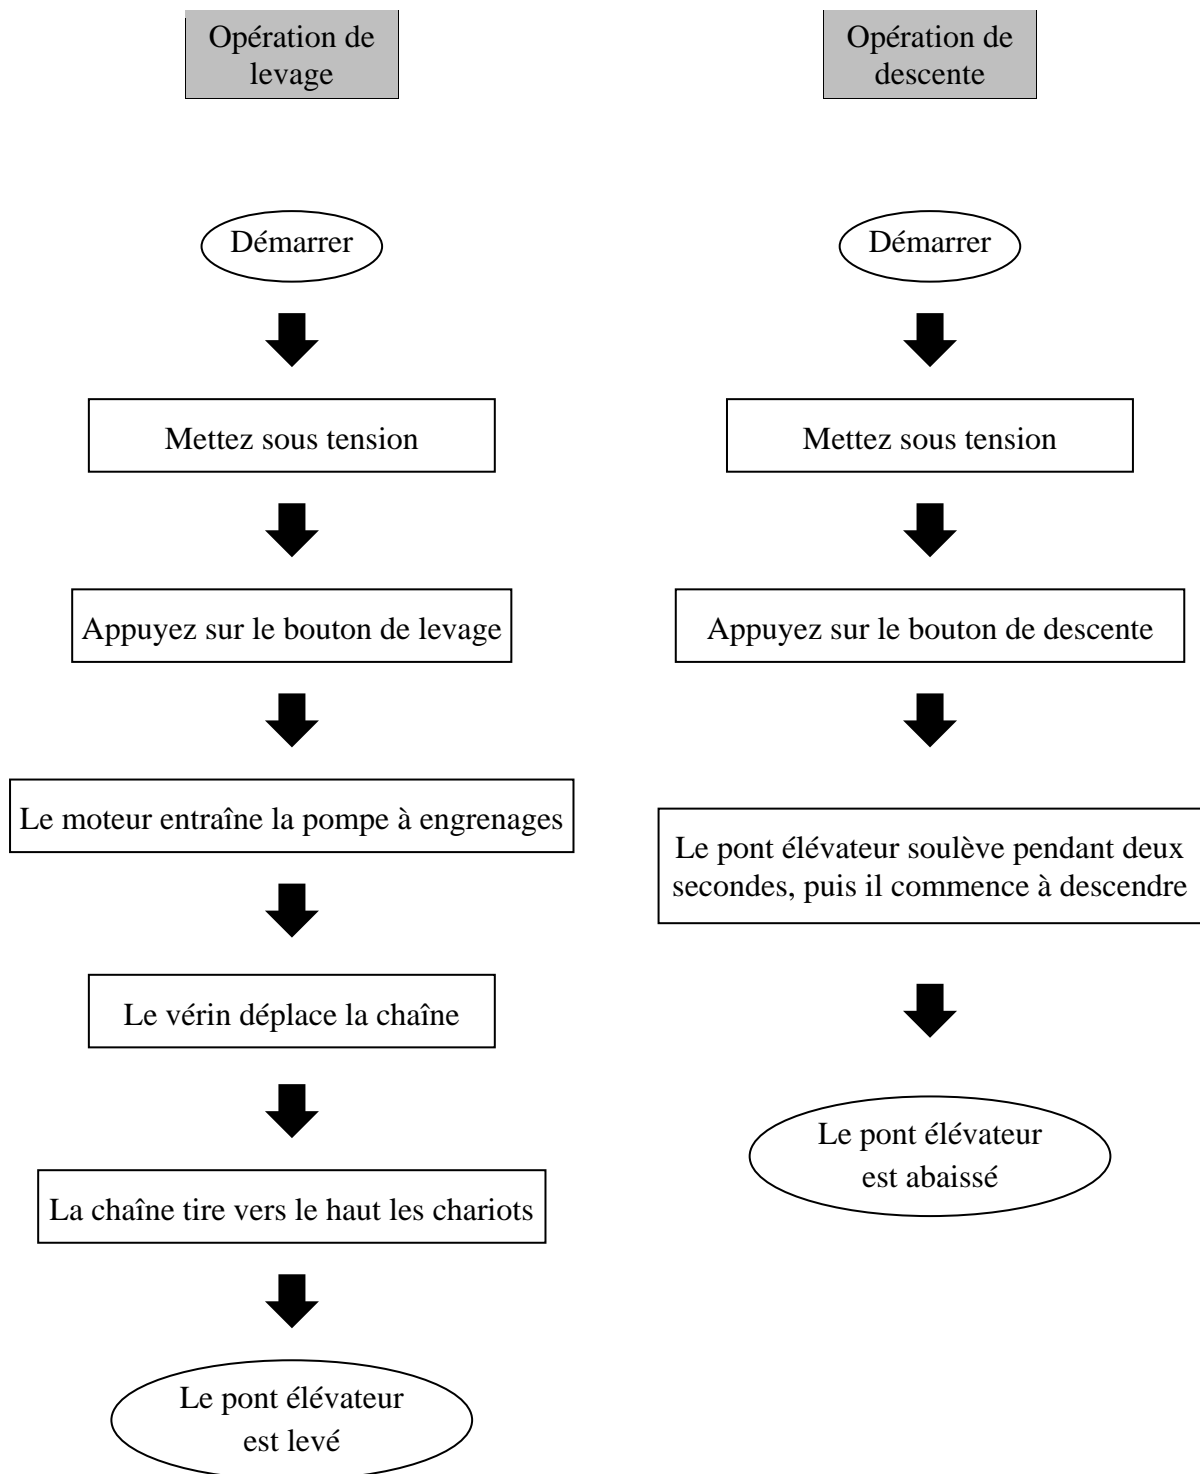 Opération de
levage
Démarrer
Mettez sous tension
Appuyez sur le bouton de levage
Le moteur entraîne la pompe à engrenages
Le vérin déplace la chaîne
La chaîne tire vers le haut les chariots
Le pont élévateur
est levé
Opération de
descente
Démarrer
Mettez sous tension
Appuyez sur le bouton de descente
Le pont élévateur soulève pendant deux
secondes, puis il commence à descendre
Le pont élévateur
est abaissé